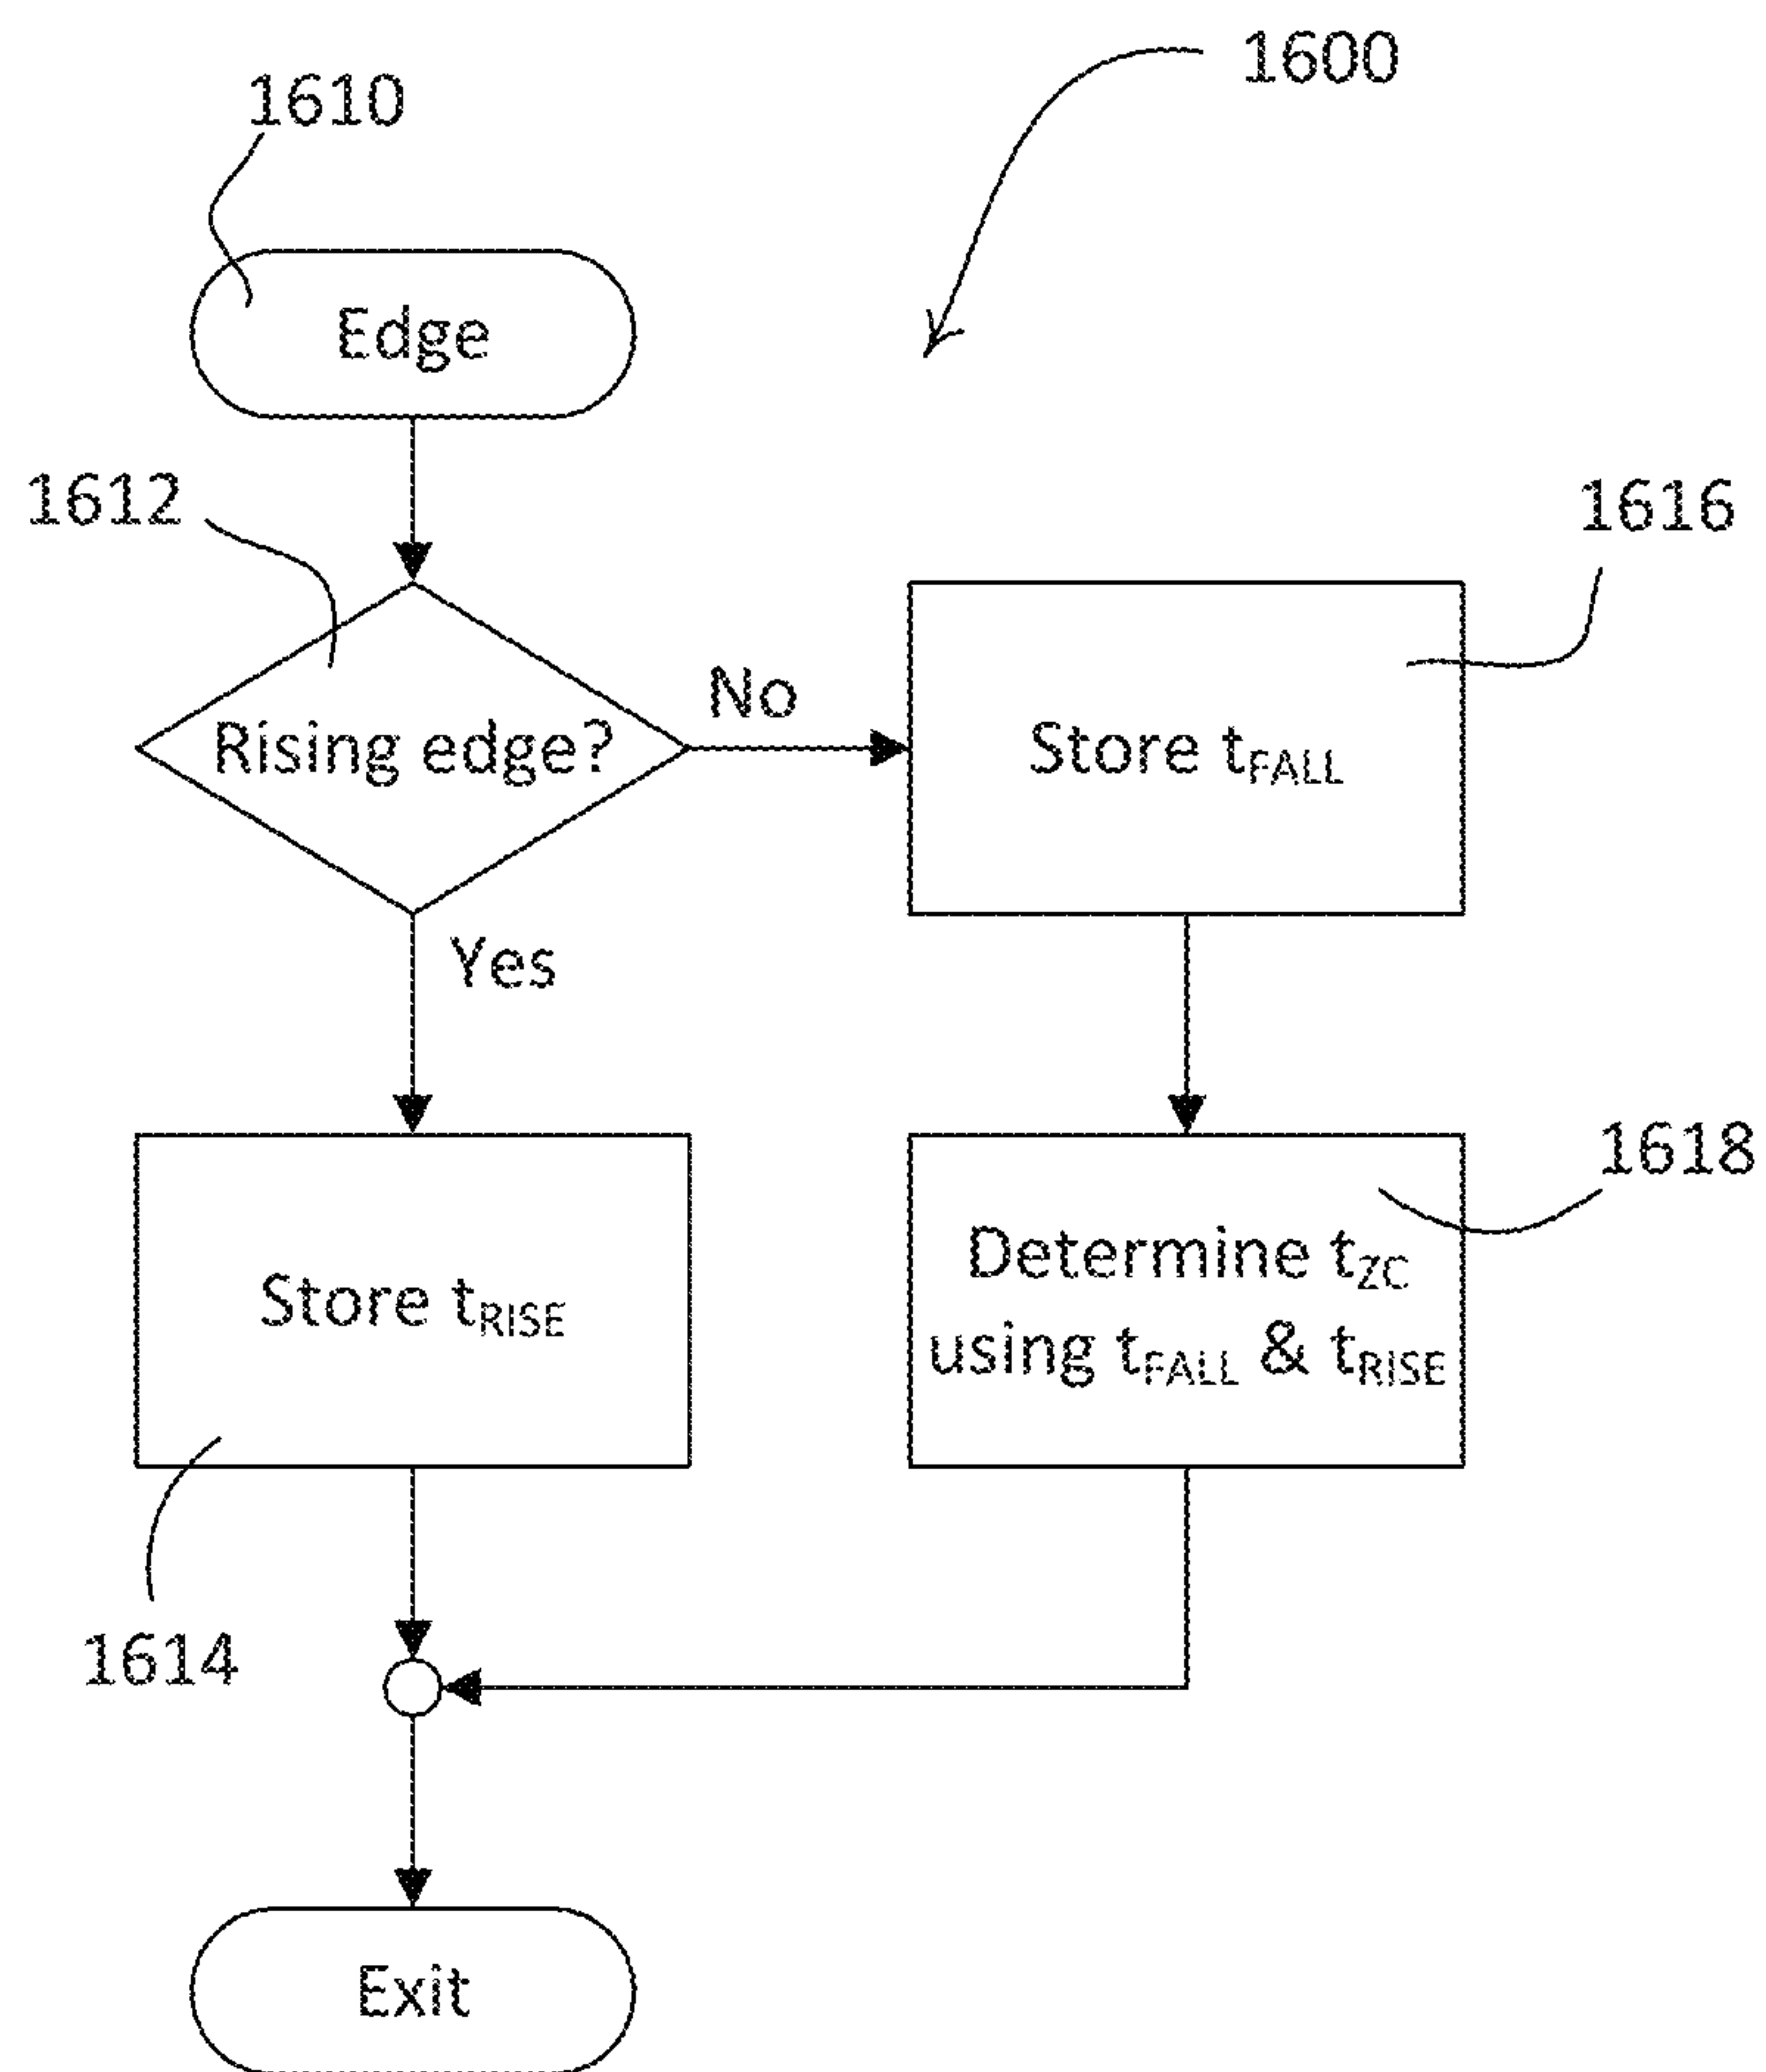 1600
1610
Edge
1612
1616
Rising edge?
No
Store tFALL
Yes
1618
Store tRISE
Determine tZC
using tFALL & tRISE
1614
Exit